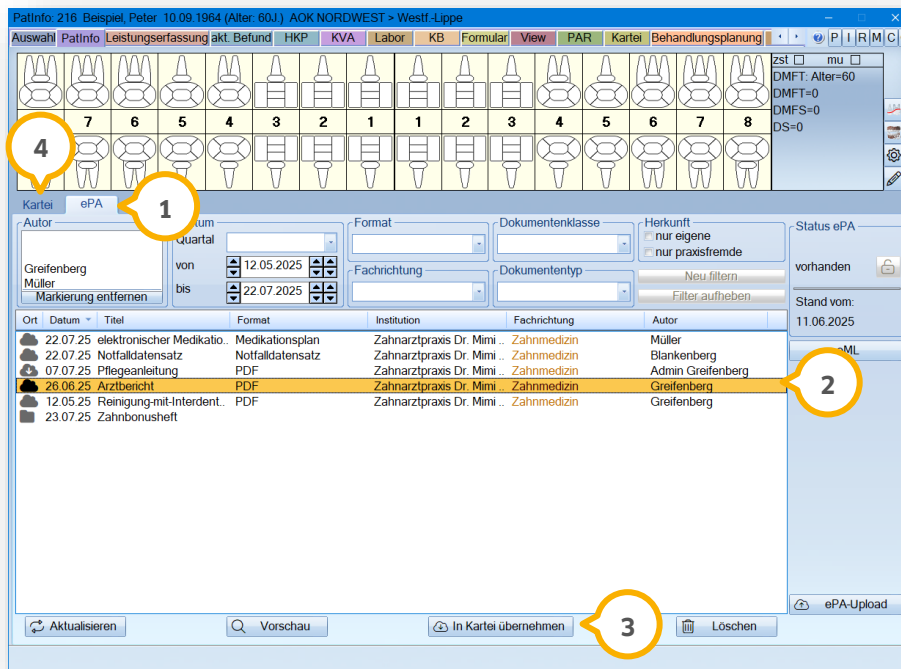 PatInfo: 216 Beispiel, Peter 10.09.1964 (Alter: 60J.) AOK NORDWEST > Westf.-Lippe
Auswahl PatInfo Leistungserfassung akt. Befund HKP KVA Labor KB Formular View PAR Kartei Behandlungsplanung P I R M C
zst mu
DMFT: Alter=60
DMFT=0
DMFS=0
DS=0
7 6 5 4 3 2 1 1 2 3 4 5 6 7 8
4
Kartei ePA
1
Autor
Greifenberg
Müller
Markierung entfernen
Quartal
von 12.05.2025
bis 22.07.2025
Format
Fachrichtung
Dokumentenklasse
Dokumententyp
Herkunft
nur eigene
nur praxisfremde
Neu filtern
Filter aufheben
Status ePA
vorhanden
Stand vom:
11.06.2025
Ort Datum Titel Format Institution Fachrichtung Autor
22.07.25 elektronischer Medikatio.. Medikationsplan Zahnarztpraxis Dr. Mimi .. Zahnmedizin Müller
22.07.25 Notfalldatensatz Notfalldatensatz Zahnarztpraxis Dr. Mimi .. Zahnmedizin Blankenberg
07.07.25 Pflegeanleitung PDF Zahnarztpraxis Dr. Mimi .. Zahnmedizin Admin Greifenberg
26.06.25 Arztbericht PDF Zahnarztpraxis Dr. Mimi .. Zahnmedizin Greifenberg
12.05.25 Reinigung-mit-Interdent.. PDF Zahnarztpraxis Dr. Mimi .. Zahnmedizin Greifenberg
23.07.25 Zahnbonusheft
2
ePA-Upload
Aktualisieren Vorschau In Kartei übernehmen Löschen
3